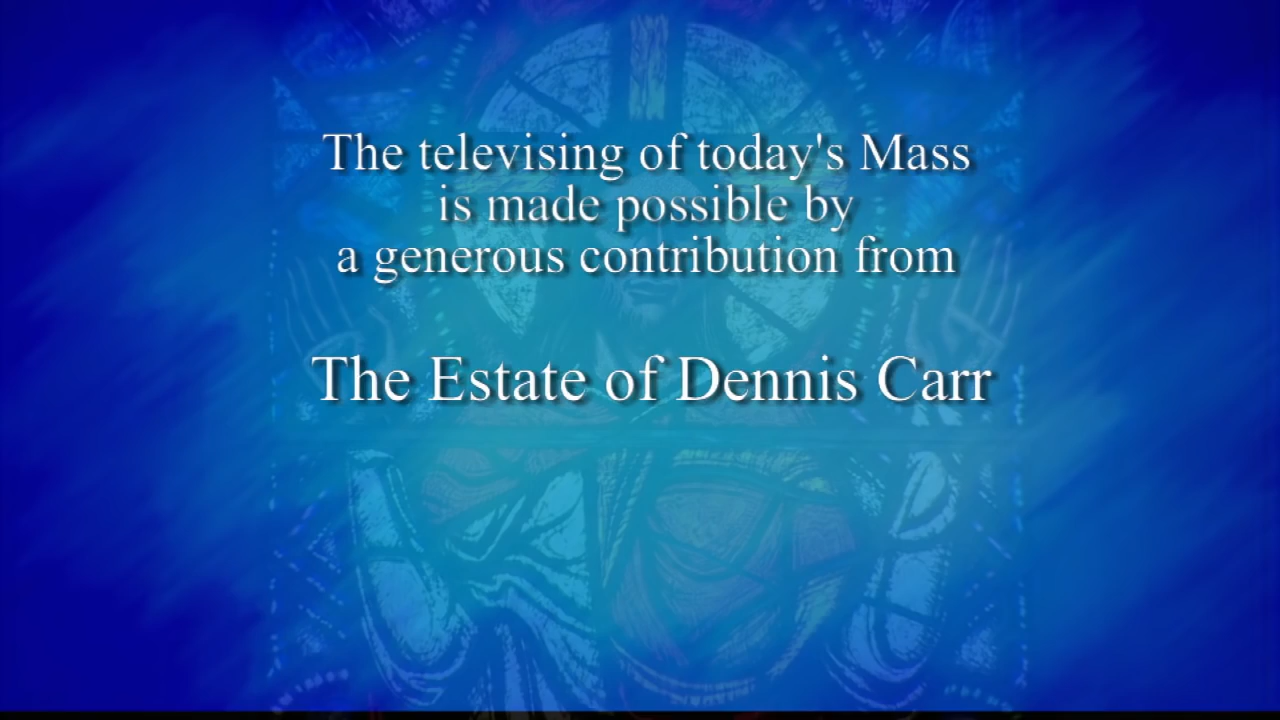 The televising of today's Mass
is made possible by
a generous contribution from
The Estate of Dennis Carr